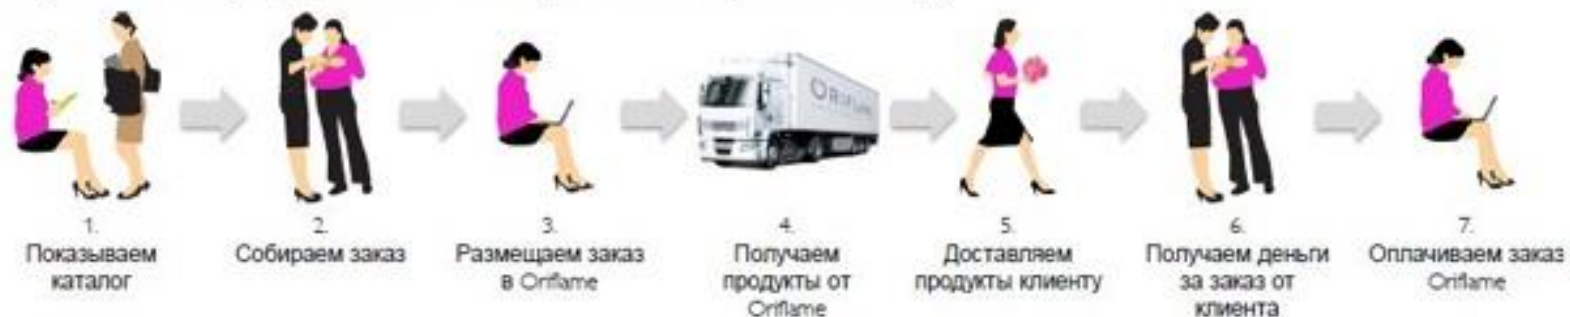 ORIFLAME
1.
Показываем
каталог
2.
Собираем заказ
3.
Размещаем заказ
в Oriflame
4.
Получаем
продукты от
Oriflame
5.
Доставляем
продукты клиенту
6.
Получаем деньги
за заказ от
клиента
7.
Оплачиваем заказ
Oriflame